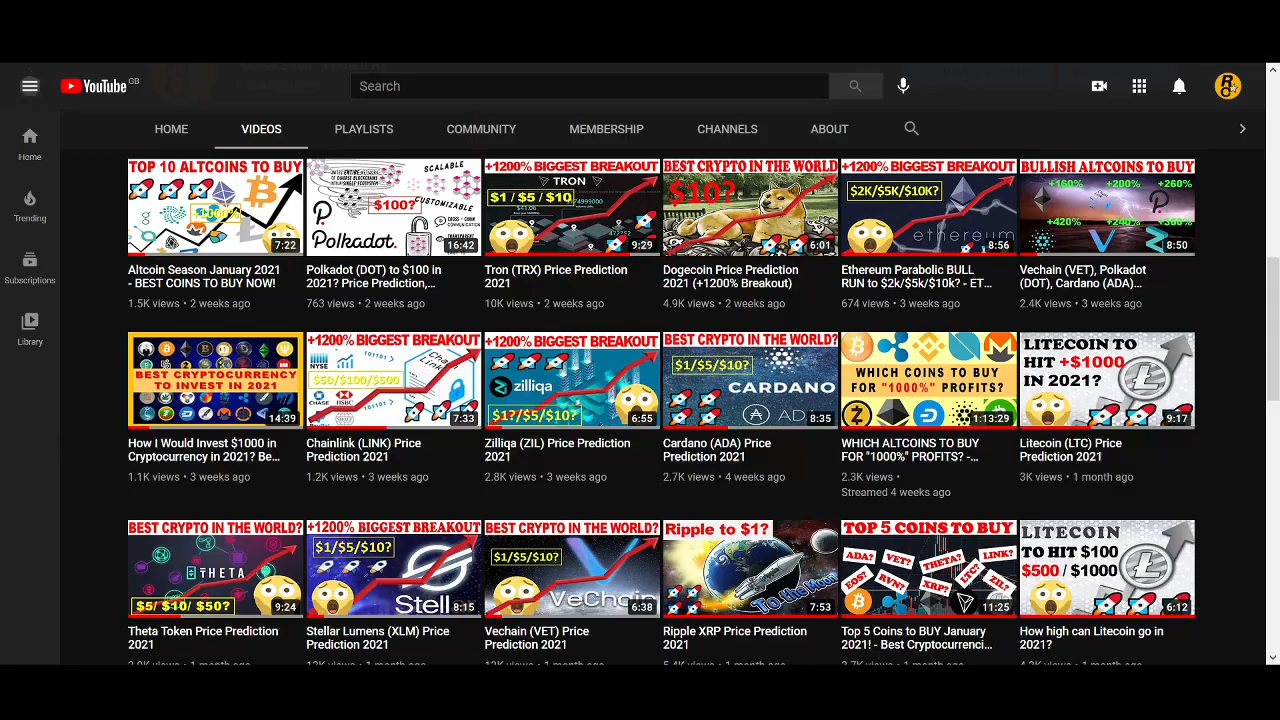 YouTube GB
Search
HOME VIDEOS PLAYLISTS COMMUNITY MEMBERSHIP CHANNELS ABOUT
Home
Trending
Subscriptions
Library
TOP 10 ALTCOINS TO BUY
7:22
Altcoin Season January 2021
- BEST COINS TO BUY NOW!
1.5K views • 2 weeks ago
SCALABLE
$100?
CUSTOMIZABLE
Polkadot.
16:42
Polkadot (DOT) to $100 in
2021? Price Prediction,...
763 views • 2 weeks ago
+1200% BIGGEST BREAKOUT
TRON
$1 / $5 / $10
9:29
Tron (TRX) Price Prediction
2021
10K views • 2 weeks ago
BEST CRYPTO IN THE WORLD
$10?
6:01
Dogecoin Price Prediction
2021 (+1200% Breakout)
4.9K views • 2 weeks ago
+1200% BIGGEST BREAKOUT
$2K/$5K/$10K?
ethereum
8:56
Ethereum Parabolic BULL
RUN to $2k/$5k/$10k? - ET...
674 views • 3 weeks ago
BULLISH ALTCOINS TO BUY
+160% +200% +260%
+420% +240% +360%
8:50
Vechain (VET), Polkadot
(DOT), Cardano (ADA)...
2.4K views • 3 weeks ago
BEST CRYPTOCURRENCY
TO INVEST IN 2021
14:39
How I Would Invest $1000 in
Cryptocurrency in 2021? Be...
1.1K views • 3 weeks ago
+1200% BIGGEST BREAKOUT
NYSE
101101
$50/$100/$500
CHASE HSBC
7:33
Chainlink (LINK) Price
Prediction 2021
1.2K views • 3 weeks ago
+1200% BIGGEST BREAKOUT
zilliqa
$1?/$5/$10?
6:55
Zilliqa (ZIL) Price Prediction
2021
2.8K views • 3 weeks ago
BEST CRYPTO IN THE WORLD?
$1/$5/$10?
CARDANO
AD
8:35
Cardano (ADA) Price
Prediction 2021
2.7K views • 4 weeks ago
WHICH COINS TO BUY
FOR "1000%" PROFITS?
1:13:29
WHICH ALTCOINS TO BUY
FOR "1000%" PROFITS? -...
2.3K views •
Streamed 4 weeks ago
LITECOIN TO
HIT +$1000
IN 2021?
9:17
Litecoin (LTC) Price
Prediction 2021
3K views • 1 month ago
BEST CRYPTO IN THE WORLD?
THETA
$5/ $10/ $50?
9:24
Theta Token Price Prediction
2021
+1200% BIGGEST BREAKOUT
$1/$5/$10?
Stell
8:15
Stellar Lumens (XLM) Price
Prediction 2021
BEST CRYPTO IN THE WORLD?
$1/$5/$10?
VeChain
6:38
Vechain (VET) Price
Prediction 2021
Ripple to $1?
To the Moon
7:53
Ripple XRP Price Prediction
2021
TOP 5 COINS TO BUY
ADA? VET? THETA? LINK?
EOS? RVN? XRP? LTC? ZIL?
11:25
Top 5 Coins to BUY January
2021! - Best Cryptocurrenci...
LITECOIN
TO HIT $100
$500 / $1000
6:12
How high can Litecoin go in
2021?